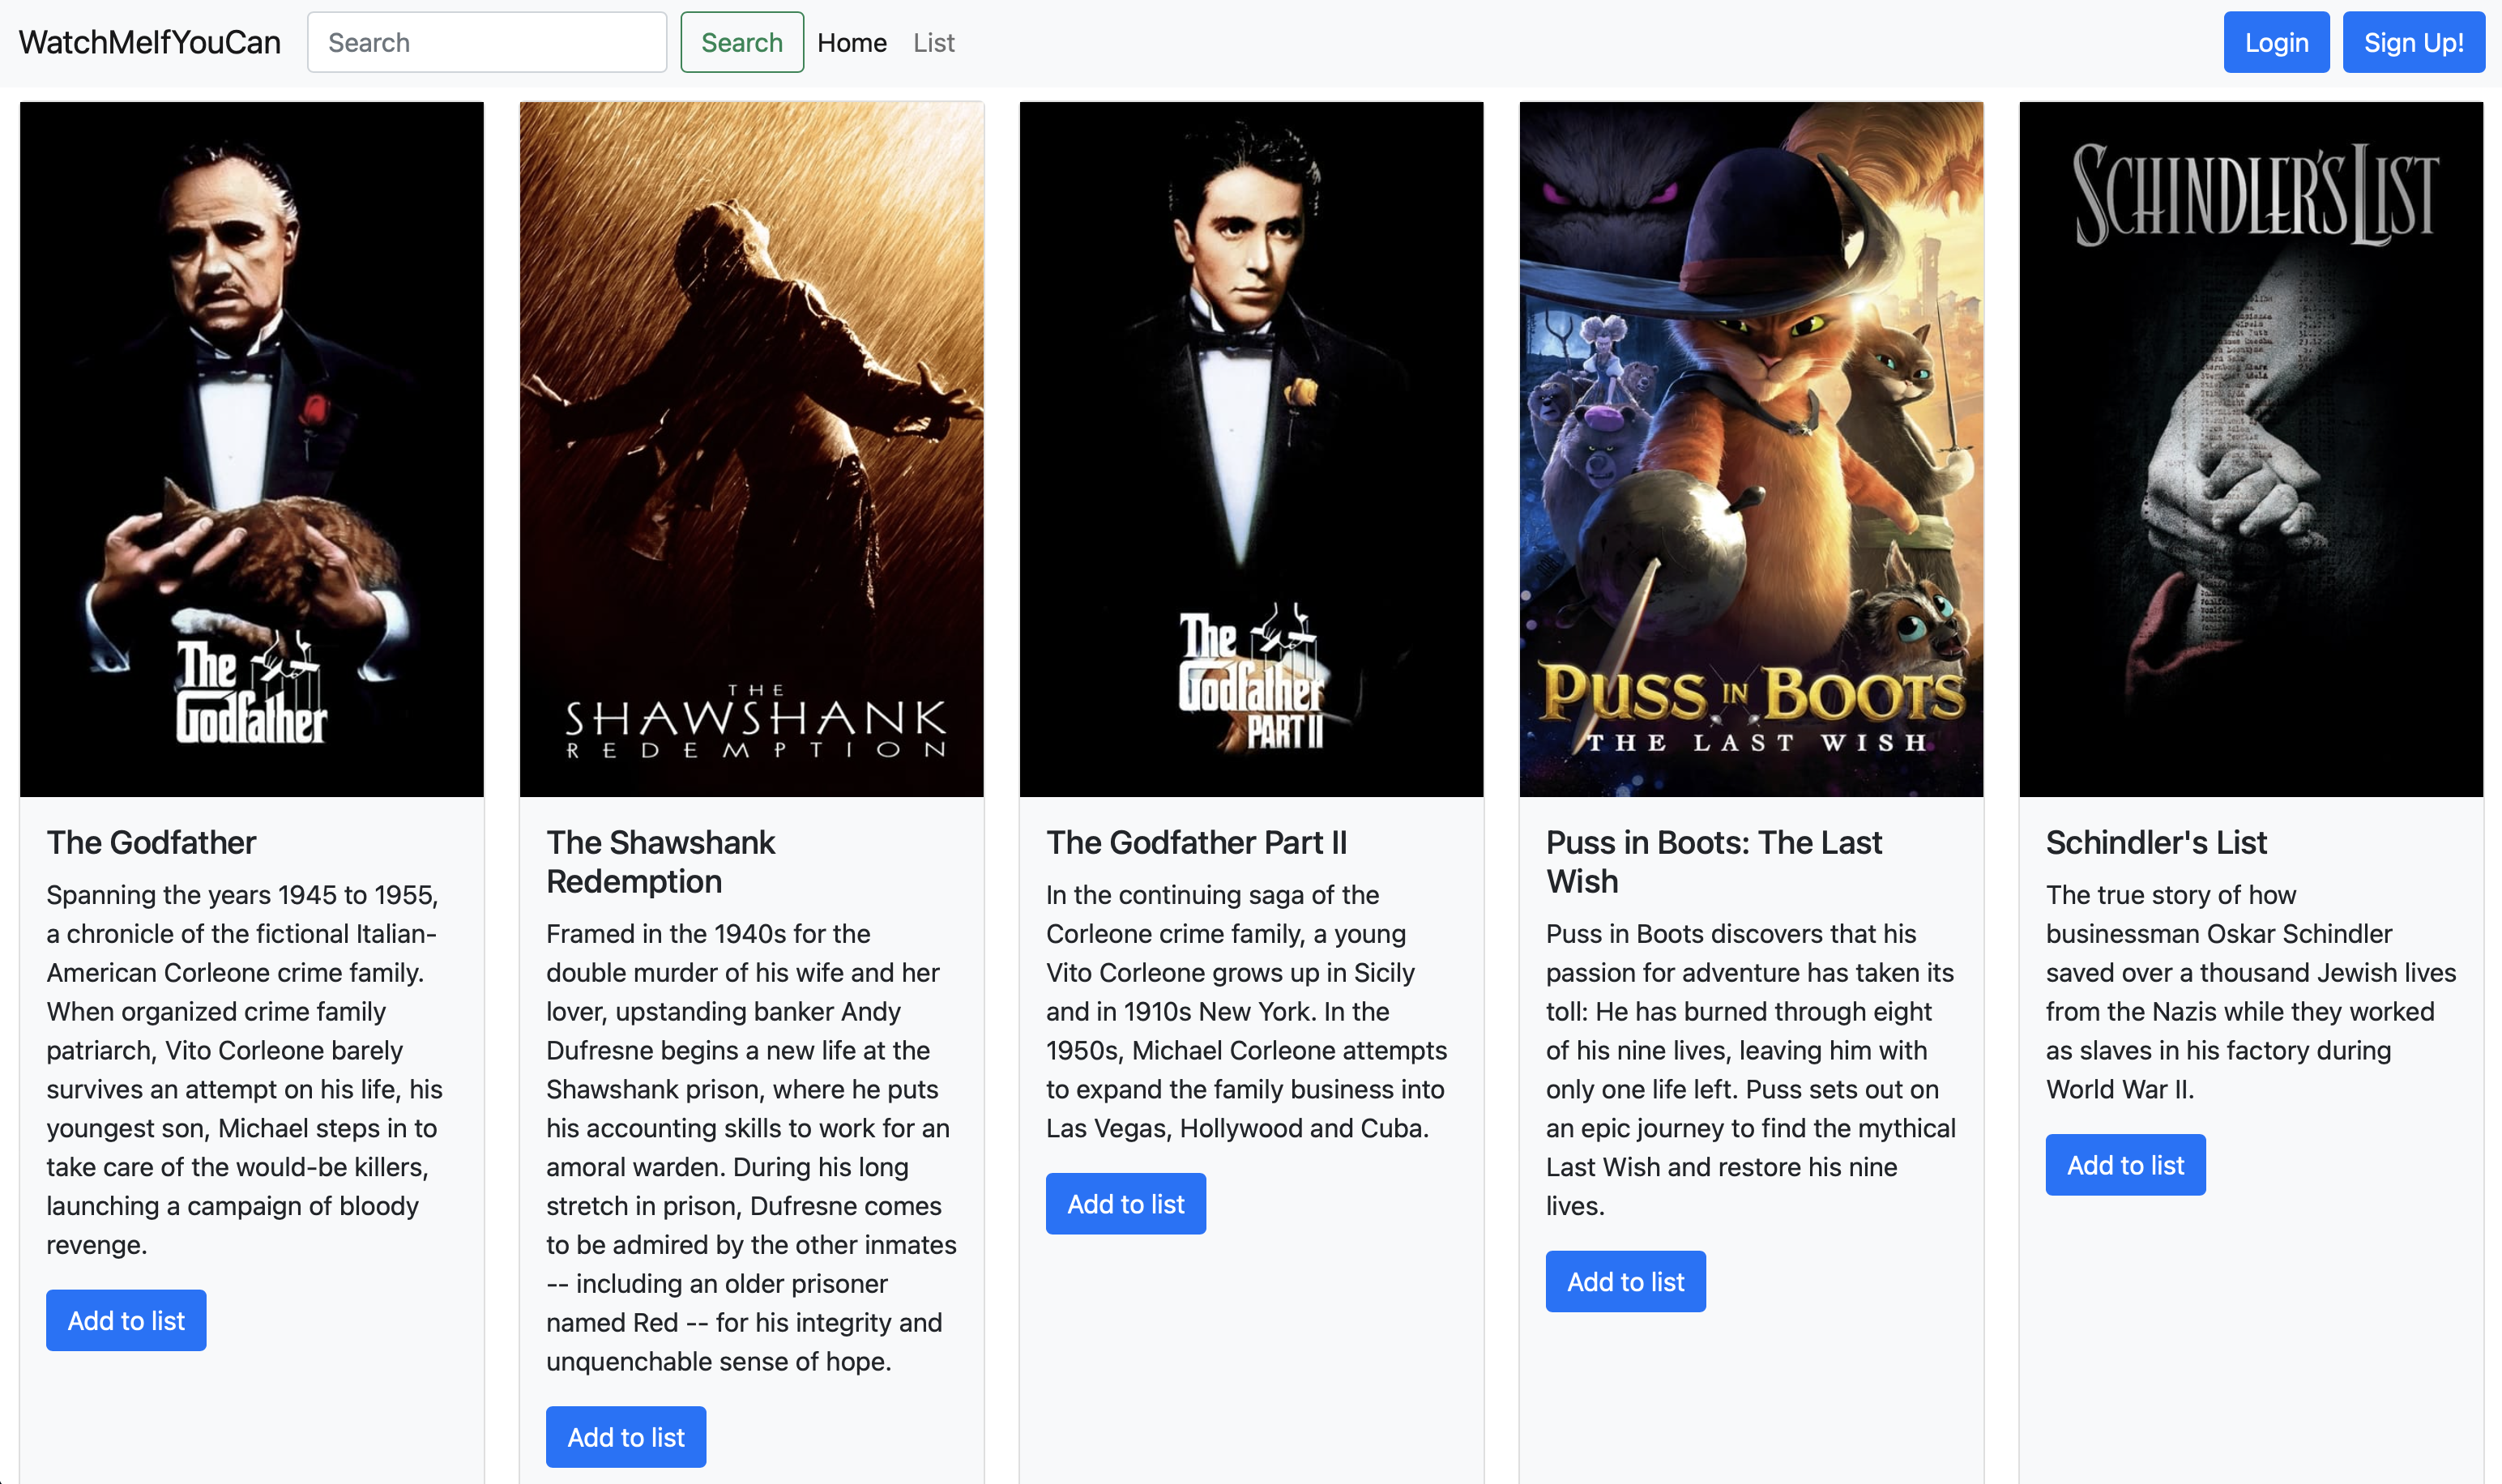 WatchMeIfYouCan
Search
Search
Home
List
Login
Sign Up!
The
Godfather
THE
SHAWSHANK
REDEMPTION
The
Godfather
PART II
PUSS IN BOOTS
THE LAST WISH
SCHINDLER'S LIST
The Godfather
Spanning the years 1945 to 1955,
a chronicle of the fictional Italian-
American Corleone crime family.
When organized crime family
patriarch, Vito Corleone barely
survives an attempt on his life, his
youngest son, Michael steps in to
take care of the would-be killers,
launching a campaign of bloody
revenge.
Add to list
The Shawshank
Redemption
Framed in the 1940s for the
double murder of his wife and her
lover, upstanding banker Andy
Dufresne begins a new life at the
Shawshank prison, where he puts
his accounting skills to work for an
amoral warden. During his long
stretch in prison, Dufresne comes
to be admired by the other inmates
-- including an older prisoner
named Red -- for his integrity and
unquenchable sense of hope.
Add to list
The Godfather Part II
In the continuing saga of the
Corleone crime family, a young
Vito Corleone grows up in Sicily
and in 1910s New York. In the
1950s, Michael Corleone attempts
to expand the family business into
Las Vegas, Hollywood and Cuba.
Add to list
Puss in Boots: The Last
Wish
Puss in Boots discovers that his
passion for adventure has taken its
toll: He has burned through eight
of his nine lives, leaving him with
only one life left. Puss sets out on
an epic journey to find the mythical
Last Wish and restore his nine
lives.
Add to list
Schindler's List
The true story of how
businessman Oskar Schindler
saved over a thousand Jewish lives
from the Nazis while they worked
as slaves in his factory during
World War II.
Add to list